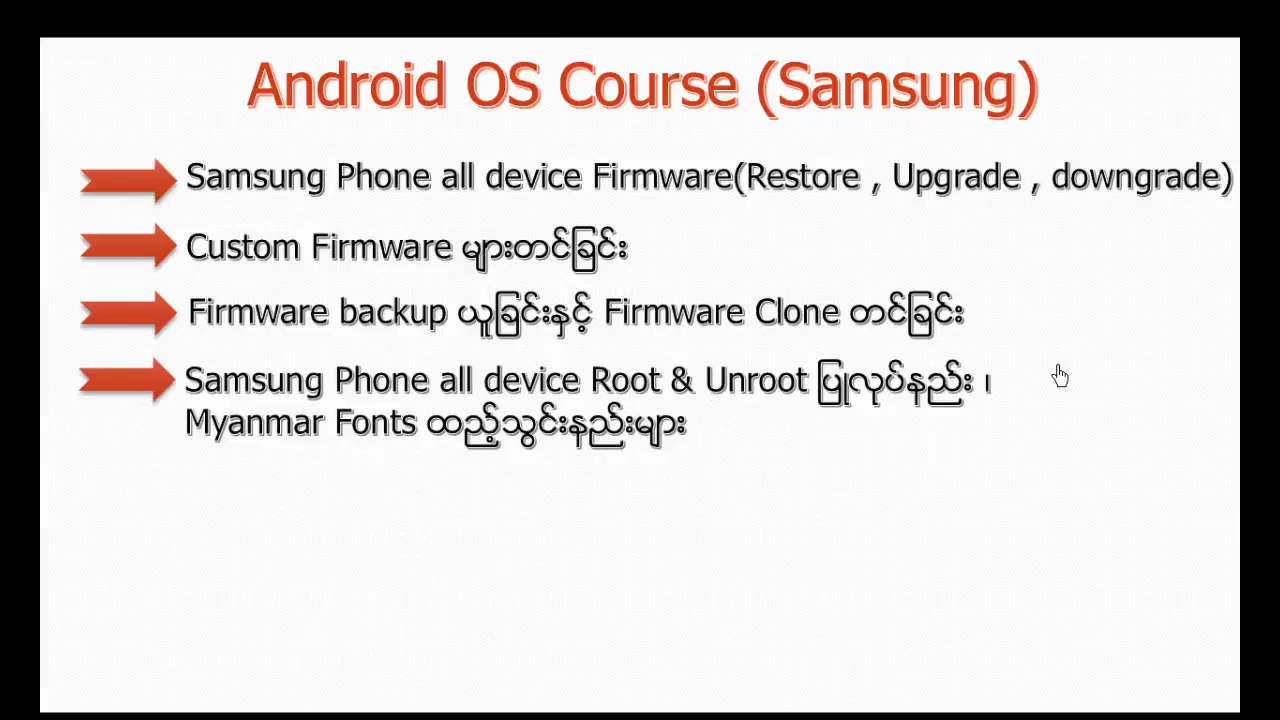 Android OS Course (Samsung)
Samsung Phone all device Firmware(Restore , Upgrade , downgrade)
Custom Firmware များတင်ခြင်း
Firmware backup ယူခြင်းနှင့် Firmware Clone တင်ခြင်း
Samsung Phone all device Root & Unroot ပြုလုပ်နည်း ၊
Myanmar Fonts ထည့်သွင်းနည်းများ